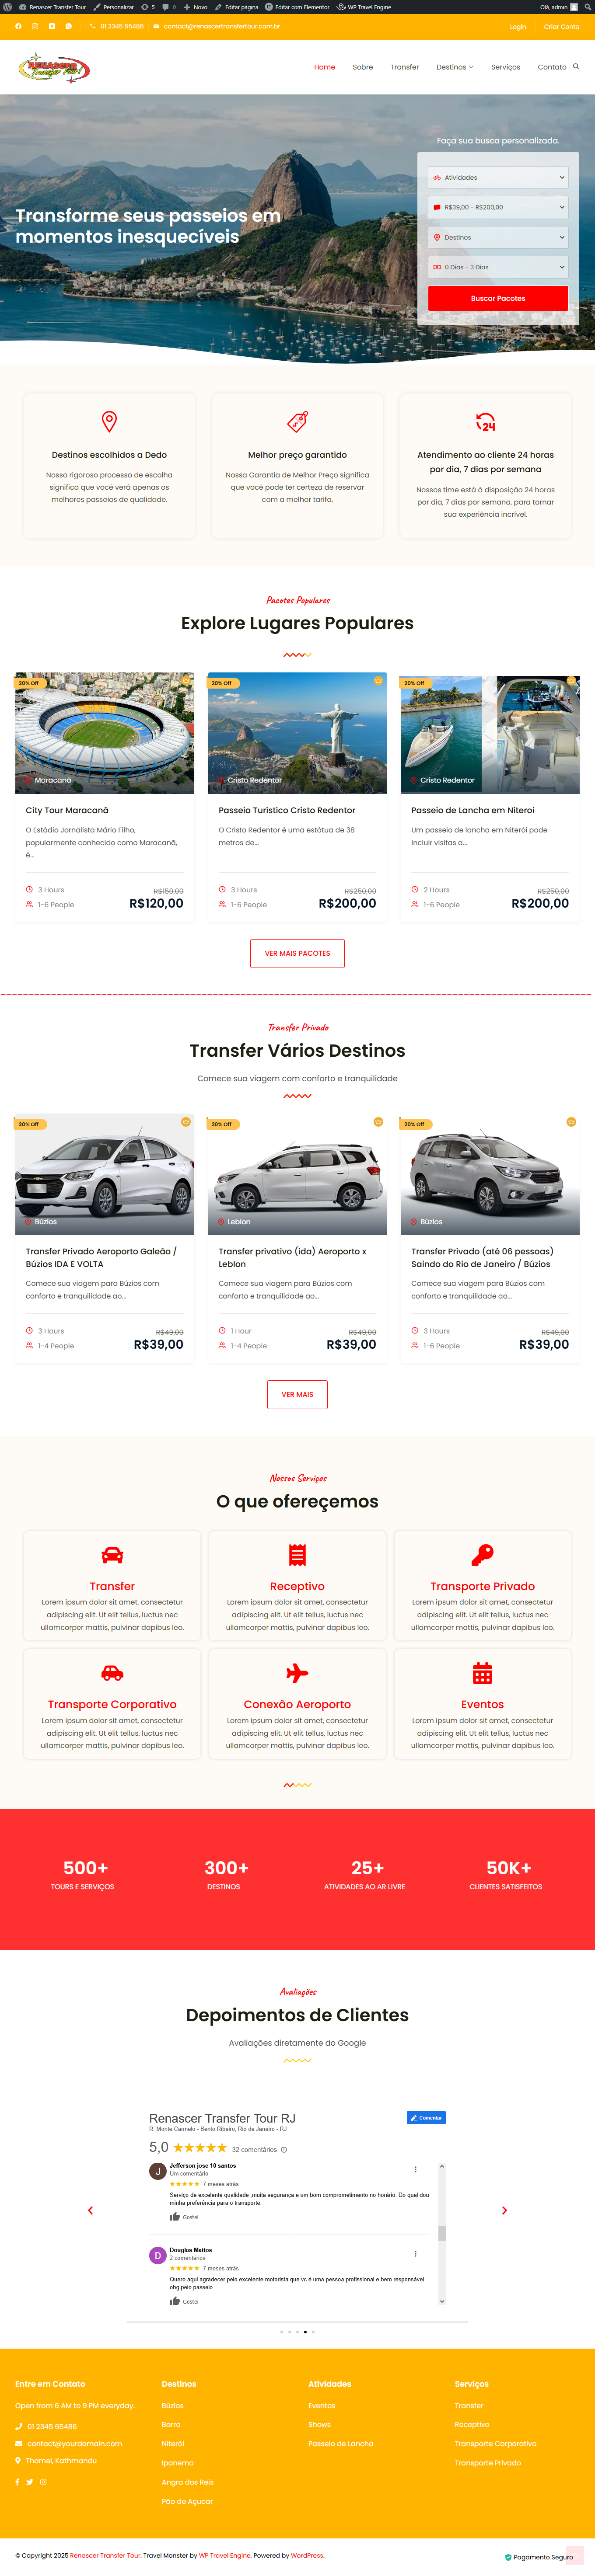 Renascer Transfer Tour Personalizar 5 0 Novo Editar página Editar com Elementor WP Travel Engine Olá, admin
01 2345 65486 contact@renascertransfertour.com.br Login Criar Conta
RENASCER
Transfer Tour
Home Sobre Transfer Destinos Serviços Contato
Faça sua busca personalizada.
Atividades
R$39,00 - R$200,00
Destinos
0 Dias - 3 Dias
Buscar Pacotes
Transforme seus passeios em
momentos inesquecíveis
Destinos escolhidos a Dedo
Nosso rigoroso processo de escolha
significa que você verá apenas os
melhores passeios de qualidade.
Melhor preço garantido
Nossa Garantia de Melhor Preço significa
que você pode ter certeza de reservar
com a melhor tarifa.
24
Atendimento ao cliente 24 horas
por dia, 7 dias por semana
Nossos time está à disposição 24 horas
por dia, 7 dias por semana, para tornar
sua experiência incrível.
Pacotes Populares
Explore Lugares Populares
20% Off
Maracanã
City Tour Maracanã
O Estádio Jornalista Mário Filho,
popularmente conhecido como Maracanã,
é...
3 Hours
R$150,00
1-6 People
R$120,00
20% Off
Cristo Redentor
Passeio Turístico Cristo Redentor
O Cristo Redentor é uma estátua de 38
metros de...
3 Hours
R$250,00
1-6 People
R$200,00
20% Off
Cristo Redentor
Passeio de Lancha em Niteroi
Um passeio de lancha em Niterói pode
incluir visitas a...
2 Hours
R$250,00
1-6 People
R$200,00
VER MAIS PACOTES
Transfer Privado
Transfer Vários Destinos
Comece sua viagem com conforto e tranquilidade
20% Off
Búzios
Transfer Privado Aeroporto Galeão /
Búzios IDA E VOLTA
Comece sua viagem para Búzios com
conforto e tranquilidade ao...
3 Hours
R$49,00
1-4 People
R$39,00
20% Off
Leblon
Transfer privativo (ida) Aeroporto x
Leblon
Comece sua viagem para Búzios com
conforto e tranquilidade ao...
1 Hour
R$49,00
1-4 People
R$39,00
20% Off
Búzios
Transfer Privado (até 06 pessoas)
Saindo do Rio de Janeiro / Búzios
Comece sua viagem para Búzios com
conforto e tranquilidade ao...
3 Hours
R$49,00
1-6 People
R$39,00
VER MAIS
Nossos Serviços
O que ofereçemos
Transfer
Lorem ipsum dolor sit amet, consectetur
adipiscing elit. Ut elit tellus, luctus nec
ullamcorper mattis, pulvinar dapibus leo.
Receptivo
Lorem ipsum dolor sit amet, consectetur
adipiscing elit. Ut elit tellus, luctus nec
ullamcorper mattis, pulvinar dapibus leo.
Transporte Privado
Lorem ipsum dolor sit amet, consectetur
adipiscing elit. Ut elit tellus, luctus nec
ullamcorper mattis, pulvinar dapibus leo.
Transporte Corporativo
Lorem ipsum dolor sit amet, consectetur
adipiscing elit. Ut elit tellus, luctus nec
ullamcorper mattis, pulvinar dapibus leo.
Conexão Aeroporto
Lorem ipsum dolor sit amet, consectetur
adipiscing elit. Ut elit tellus, luctus nec
ullamcorper mattis, pulvinar dapibus leo.
Eventos
Lorem ipsum dolor sit amet, consectetur
adipiscing elit. Ut elit tellus, luctus nec
ullamcorper mattis, pulvinar dapibus leo.
500+
TOURS E SERVIÇOS
300+
DESTINOS
25+
ATIVIDADES AO AR LIVRE
50K+
CLIENTES SATISFEITOS
Avaliações
Depoimentos de Clientes
Avaliações diretamente do Google
Renascer Transfer Tour RJ
Comentar
R. Monte Carmelo - Bento Ribeiro, Rio de Janeiro - RJ
5,0 32 comentários
J
Jefferson jose 10 santos
Um comentário
7 meses atrás
Serviço de excelente qualidade ,muita segurança e um bom comprometimento no horário. Do qual dou
minha preferência para o transporte.
Gostei
D
Douglas Mattos
2 comentários
7 meses atrás
Quero aqui agradecer pelo excelente motorista que vc é uma pessoa profissional e bem responsável
obg pelo passeio
Gostei
Entre em Contato
Open from 6 AM to 9 PM everyday.
01 2345 65486
contact@yourdomain.com
Thamel, Kathmandu
Destinos
Búzios
Barra
Niterói
Ipanema
Angra dos Reis
Pão de Açucar
Atividades
Eventos
Shows
Passeio de Lancha
Serviços
Transfer
Receptivo
Transporte Corporativo
Transporte Privado
© Copyright 2025 Renascer Transfer Tour. Travel Monster by WP Travel Engine. Powered by WordPress.
Pagamento Seguro